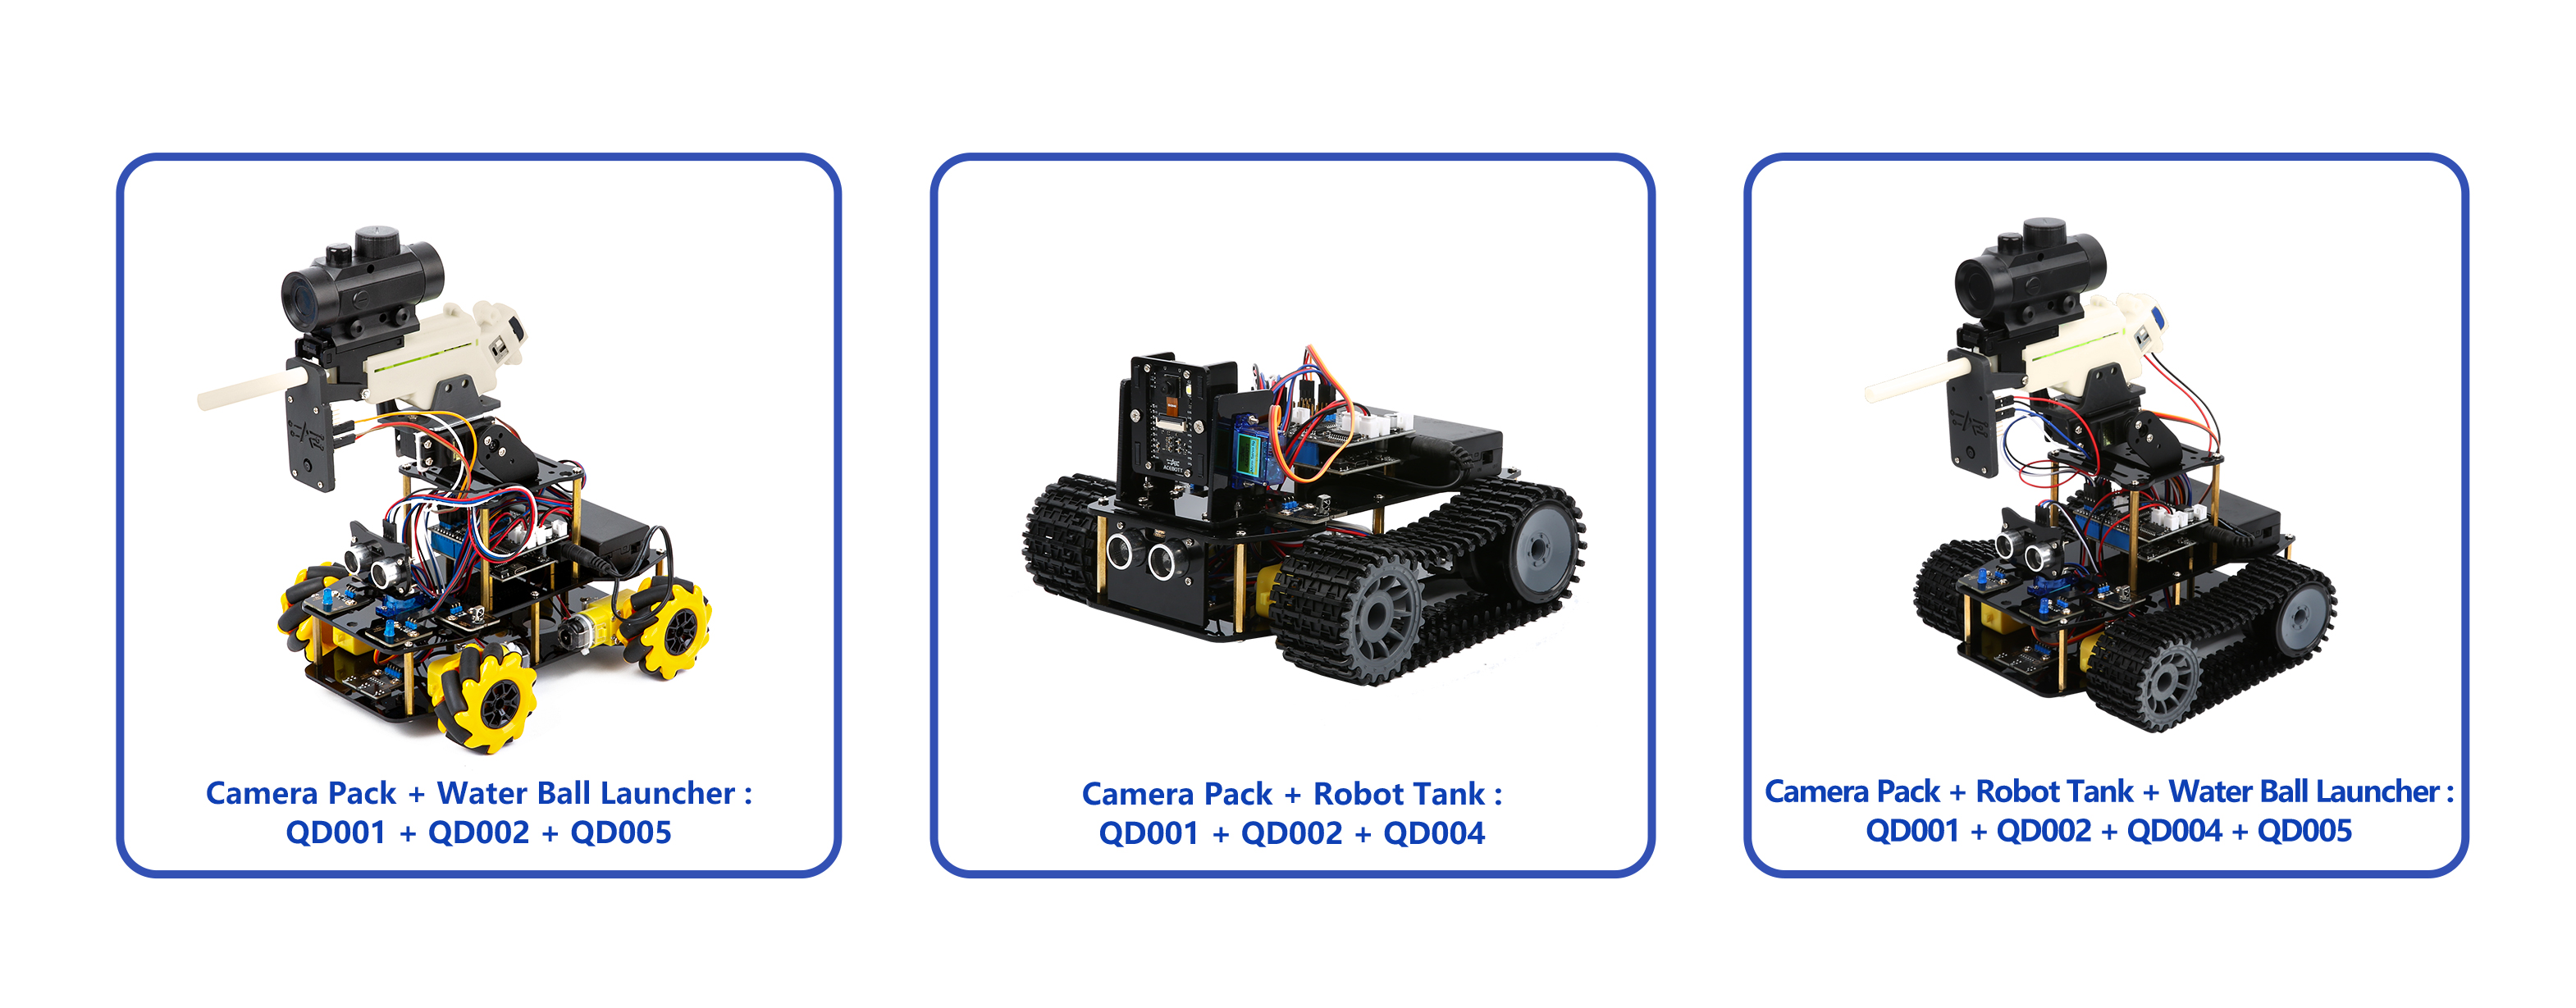 Camera Pack + Water Ball Launcher :
QD001 + QD002 + QD005
ACEBOTT
Camera Pack + Robot Tank :
QD001 + QD002 + QD004
Camera Pack + Robot Tank + Water Ball Launcher :
QD001 + QD002 + QD004 + QD005